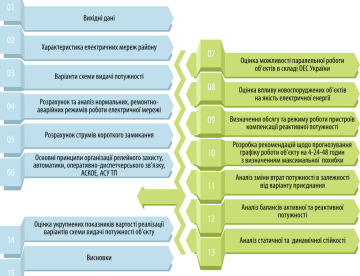 01
Вихідні дані
02
Характеристика електричних мереж району
03
Варіанти схеми видачі потужності
04
Розрахунок та аналіз нормальних, ремонтно-
аварійних режимів роботи електричної мережі
05
Розрахунок струмів короткого замикання
06
Основні принципи організації релейного захисту,
автоматики, оперативно-диспетчерського зв'язку,
АСКОЕ, АСУ ТП
07
Оцінка можливості паралельної роботи
об'єктів в складі ОЕС України
08
Оцінка впливу новоспоруджених об'єктів
на якість електричної енергії
09
Визначення обсягу та режиму роботи пристроїв
компенсації реактивної потужності
10
Розробка рекомендацій щодо прогнозування
графіку роботи об'єкту на 4-24-48 годин
з визначенням максимальної похибки
11
Аналіз зміни втрат потужності в залежності
від варіанту приєднання
12
Аналіз балансів активної та реактивної
потужності
13
Аналіз статичної та динамічної стійкості
14
Оцінка укрупнених показників вартості реалізації
варіантів схеми видачі потужності об'єкту
15
Висновки